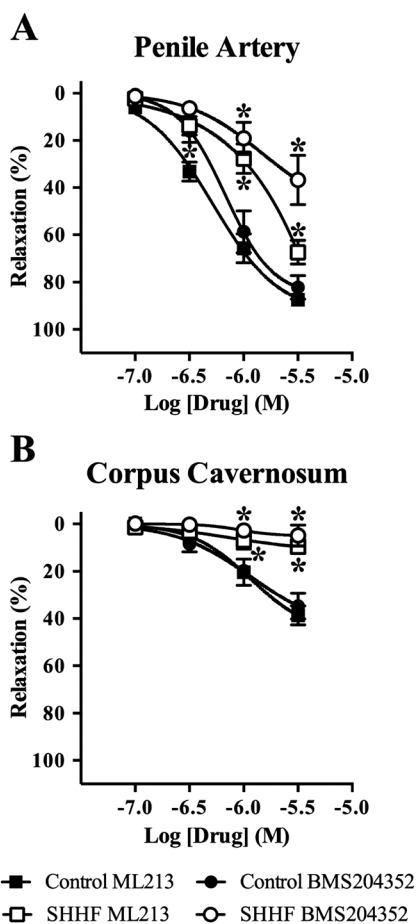 A
Penile Artery
Relaxation (%)
0
20
40
60
80
100
* * * * * 
-7.0 -6.5 -6.0 -5.5 -5.0
Log [Drug] (M)
B
Corpus Cavernosum
Relaxation (%)
0
20
40
60
80
100
* * * *
-7.0 -6.5 -6.0 -5.5 -5.0
Log [Drug] (M)
Control ML213 Control BMS204352
SHHF ML213 SHHF BMS204352